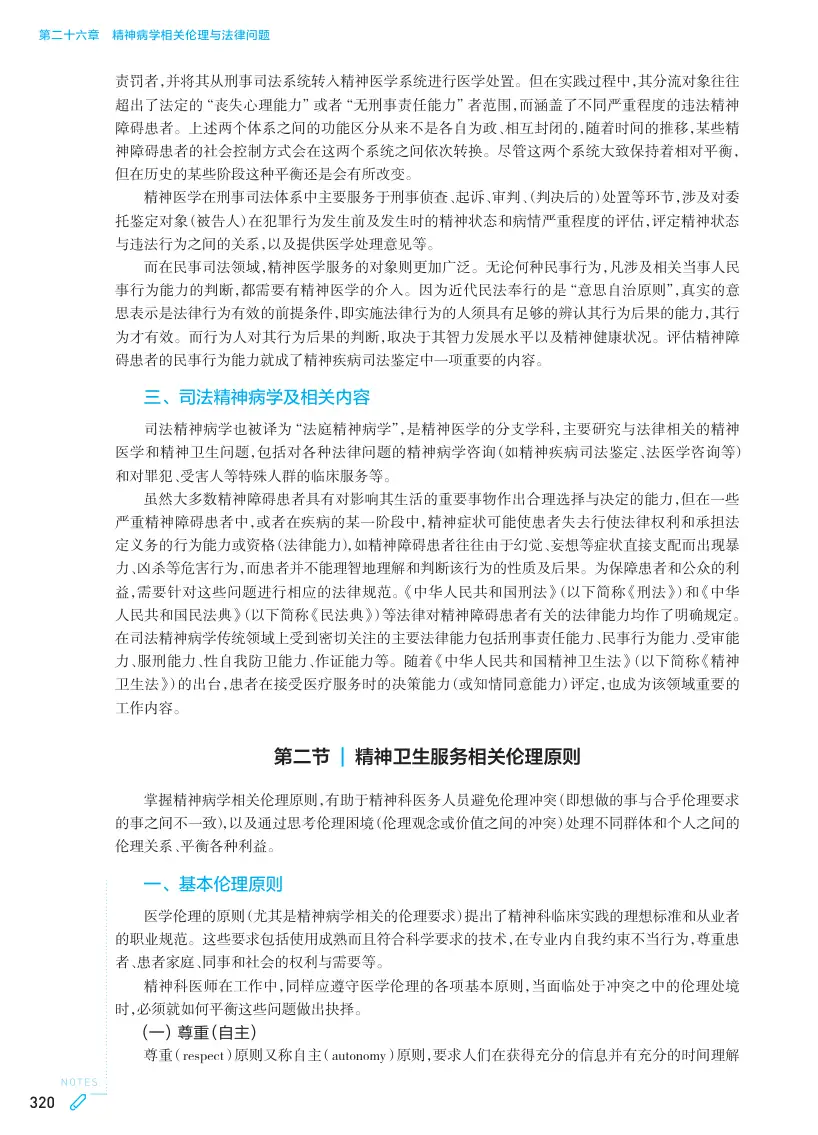 第二十六章 精神病学相关伦理与法律问题
责罚者,并将其从刑事司法系统转入精神医学系统进行医学处置。但在实践过程中,其分流对象往往
超出了法定的“丧失心理能力”或者“无刑事责任能力”者范围,而涵盖了不同严重程度的违法精神
障碍患者。上述两个体系之间的功能区分从来不是各自为政、相互封闭的,随着时间的推移,某些精
神障碍患者的社会控制方式会在这两个系统之间依次转换。尽管这两个系统大致保持着相对平衡,
但在历史的某些阶段这种平衡还是会有所改变。
精神医学在刑事司法体系中主要服务于刑事侦查、起诉、审判、(判决后的)处置等环节,涉及对委
托鉴定对象(被告人)在犯罪行为发生前及发生时的精神状态和病情严重程度的评估,评定精神状态
与违法行为之间的关系,以及提供医学处理意见等。
而在民事司法领域,精神医学服务的对象则更加广泛。无论何种民事行为,凡涉及相关当事人民
事行为能力的判断,都需要有精神医学的介入。因为近代民法奉行的是“意思自治原则”,真实的意
思表示是法律行为有效的前提条件,即实施法律行为的人须具有足够的辨认其行为后果的能力,其行
为才有效。而行为人对其行为后果的判断,取决于其智力发展水平以及精神健康状况。评估精神障
碍患者的民事行为能力就成了精神疾病司法鉴定中一项重要的内容。
三、司法精神病学及相关内容
司法精神病学也被译为“法庭精神病学”,是精神医学的分支学科,主要研究与法律相关的精神
医学和精神卫生问题,包括对各种法律问题的精神病学咨询(如精神疾病司法鉴定、法医学咨询等)
和对罪犯、受害人等特殊人群的临床服务等。
虽然大多数精神障碍患者具有对影响其生活的重要事物作出合理选择与决定的能力,但在一些
严重精神障碍患者中,或者在疾病的某一阶段中,精神症状可能使患者失去行使法律权利和承担法
定义务的行为能力或资格(法律能力),如精神障碍患者往往由于幻觉、妄想等症状直接支配而出现暴
力、凶杀等危害行为,而患者并不能理智地理解和判断该行为的性质及后果。为保障患者和公众的利
益,需要针对这些问题进行相应的法律规范。《中华人民共和国刑法》(以下简称《刑法》)和《中华
人民共和国民法典》(以下简称《民法典》)等法律对精神障碍患者有关的法律能力均作了明确规定。
在司法精神病学传统领域上受到密切关注的主要法律能力包括刑事责任能力、民事行为能力、受审能
力、服刑能力、性自我防卫能力、作证能力等。随着《中华人民共和国精神卫生法》(以下简称《精神
卫生法》)的出台,患者在接受医疗服务时的决策能力(或知情同意能力)评定,也成为该领域重要的
工作内容。
第二节 | 精神卫生服务相关伦理原则
掌握精神病学相关伦理原则,有助于精神科医务人员避免伦理冲突(即想做的事与合乎伦理要求
的事之间不一致),以及通过思考伦理困境(伦理观念或价值之间的冲突)处理不同群体和个人之间的
伦理关系、平衡各种利益。
一、基本伦理原则
医学伦理的原则(尤其是精神病学相关的伦理要求)提出了精神科临床实践的理想标准和从业者
的职业规范。这些要求包括使用成熟而且符合科学要求的技术,在专业内自我约束不当行为,尊重患
者、患者家庭、同事和社会的权利与需要等。
精神科医师在工作中,同样应遵守医学伦理的各项基本原则,当面临处于冲突之中的伦理处境
时,必须就如何平衡这些问题做出抉择。
(一)尊重(自主)
尊重(respect)原则又称自主(autonomy)原则,要求人们在获得充分的信息并有充分的时间理解
NOTES
320